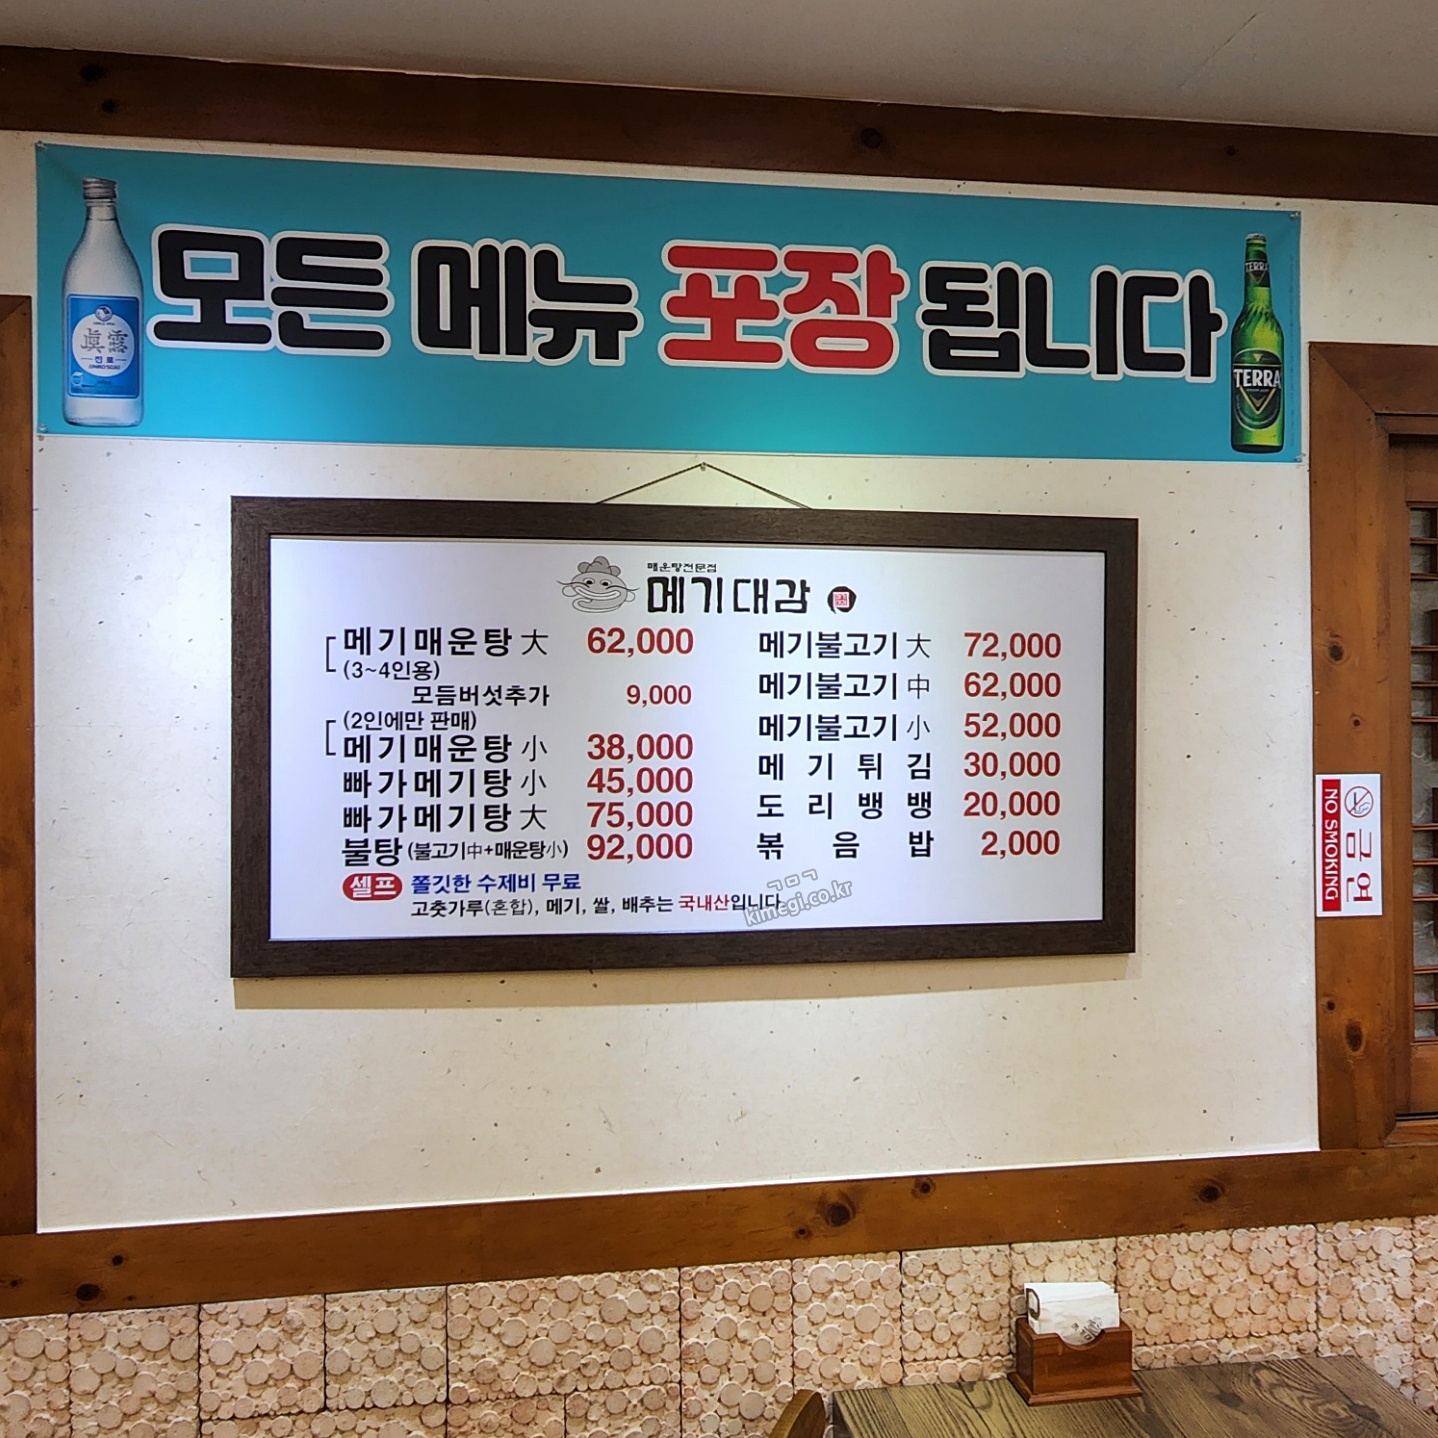 모든 메뉴 포장 됩니다
眞露
진로
JINRO SOJU
TERRA
TERRA
매운탕전문점
메기대감
메기매운탕 大 62,000
(3~4인용)
모듬버섯추가 9,000
(2인에만 판매)
메기매운탕 小 38,000
빠가메기탕 小 45,000
빠가메기탕 大 75,000
불탕 (불고기中+매운탕小) 92,000
셀프 쫄깃한 수제비 무료
고춧가루(혼합), 메기, 쌀, 배추는 국내산입니다
메기불고기 大 72,000
메기불고기 中 62,000
메기불고기 小 52,000
메기튀김 30,000
도리뱅뱅 20,000
볶음밥 2,000
ㄱㅁㄱ
kimegi.co.kr
금연
NO SMOKING